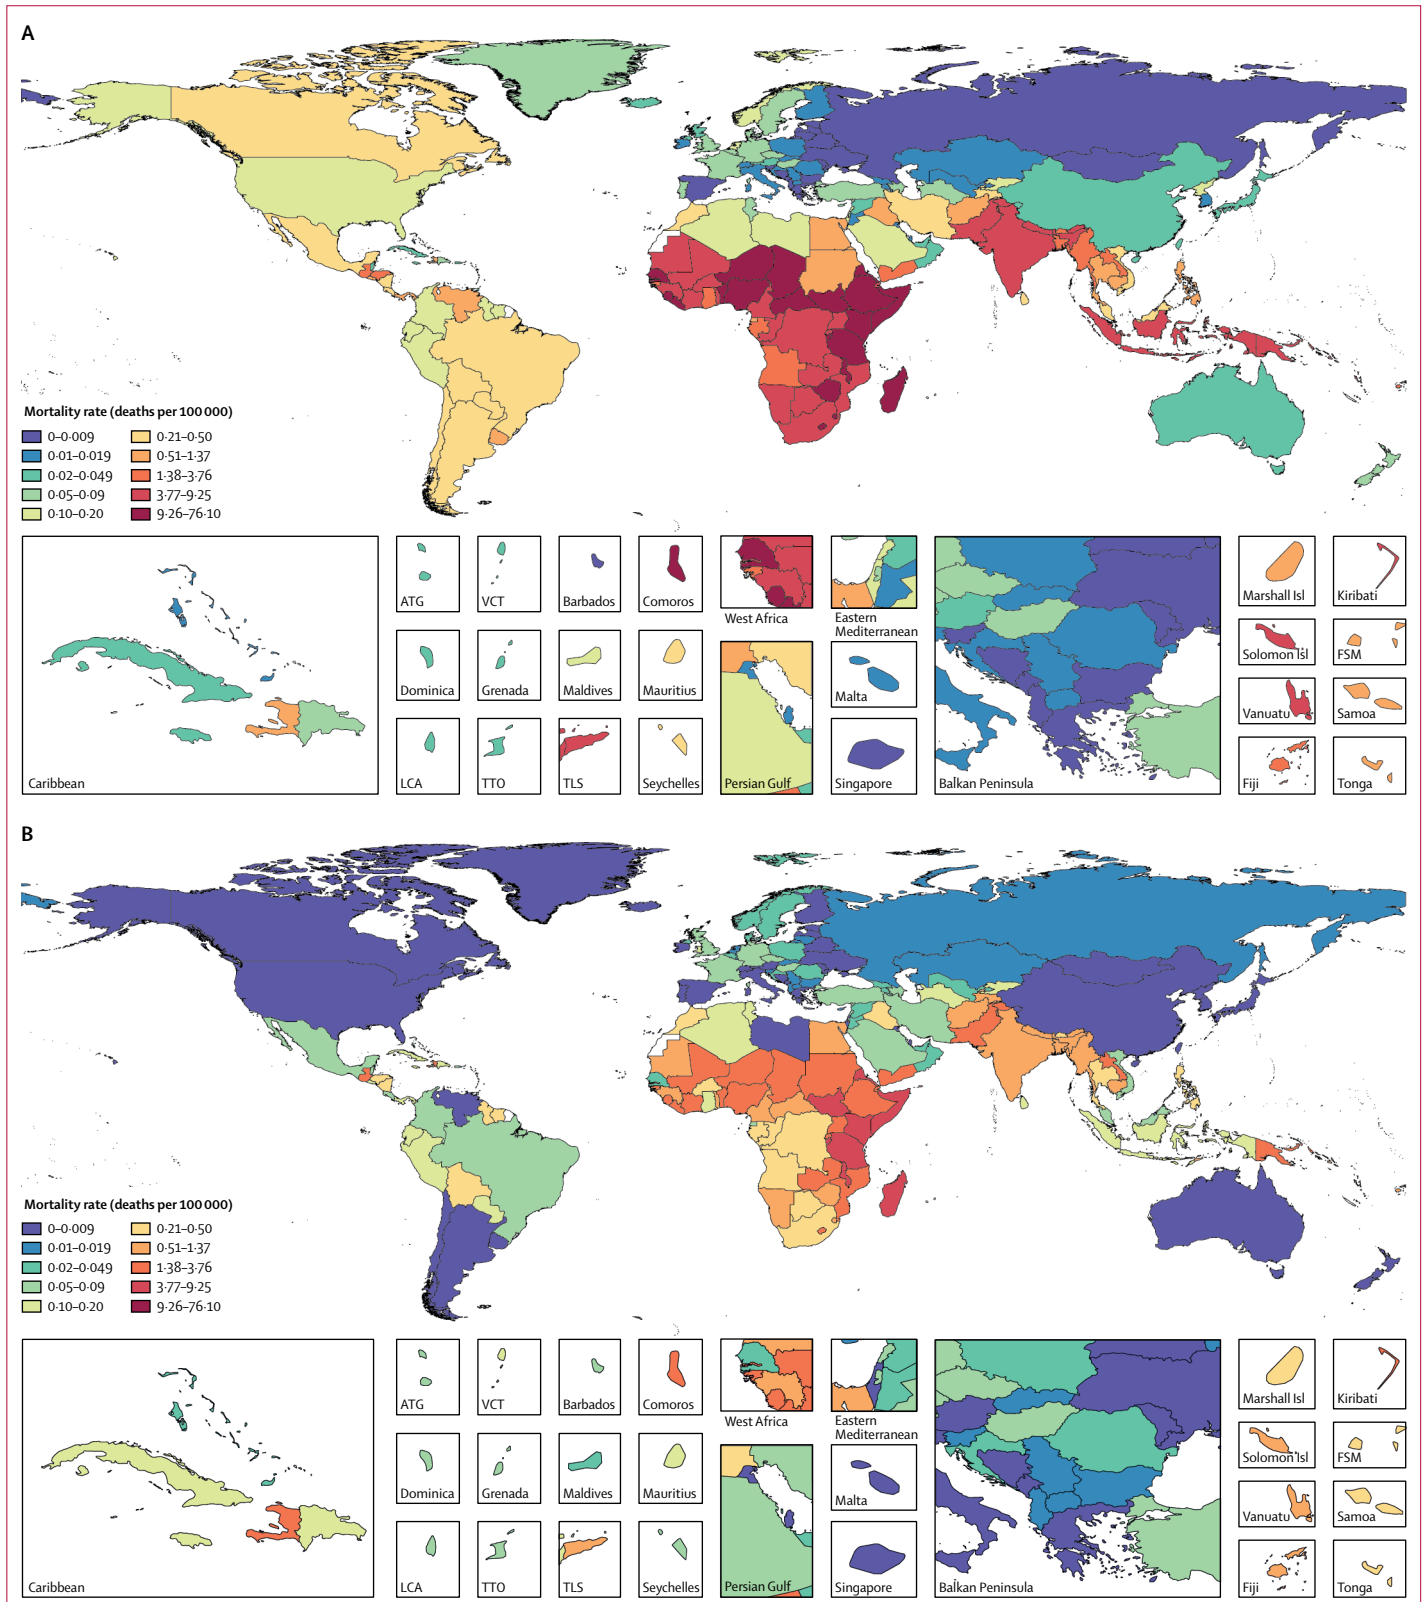 A
Mortality rate (deaths per 100 000)
0–0·009
0·01–0·019
0·02–0·049
0·05–0·09
0·10–0·20
0·21–0·50
0·51–1·37
1·38–3·76
3·77–9·25
9·26–76·10
Caribbean
ATG
VCT
Barbados
Comoros
Dominica
Grenada
Maldives
Mauritius
LCA
TTO
TLS
Seychelles
West Africa
Eastern
Mediterranean
Persian Gulf
Malta
Singapore
Balkan Peninsula
Marshall Isl
Kiribati
Solomon Isl
FSM
Vanuatu
Samoa
Fiji
Tonga
B
Mortality rate (deaths per 100 000)
0–0·009
0·01–0·019
0·02–0·049
0·05–0·09
0·10–0·20
0·21–0·50
0·51–1·37
1·38–3·76
3·77–9·25
9·26–76·10
Caribbean
ATG
VCT
Barbados
Comoros
Dominica
Grenada
Maldives
Mauritius
LCA
TTO
TLS
Seychelles
West Africa
Eastern
Mediterranean
Persian Gulf
Malta
Singapore
Balkan Peninsula
Marshall Isl
Kiribati
Solomon Isl
FSM
Vanuatu
Samoa
Fiji
Tonga